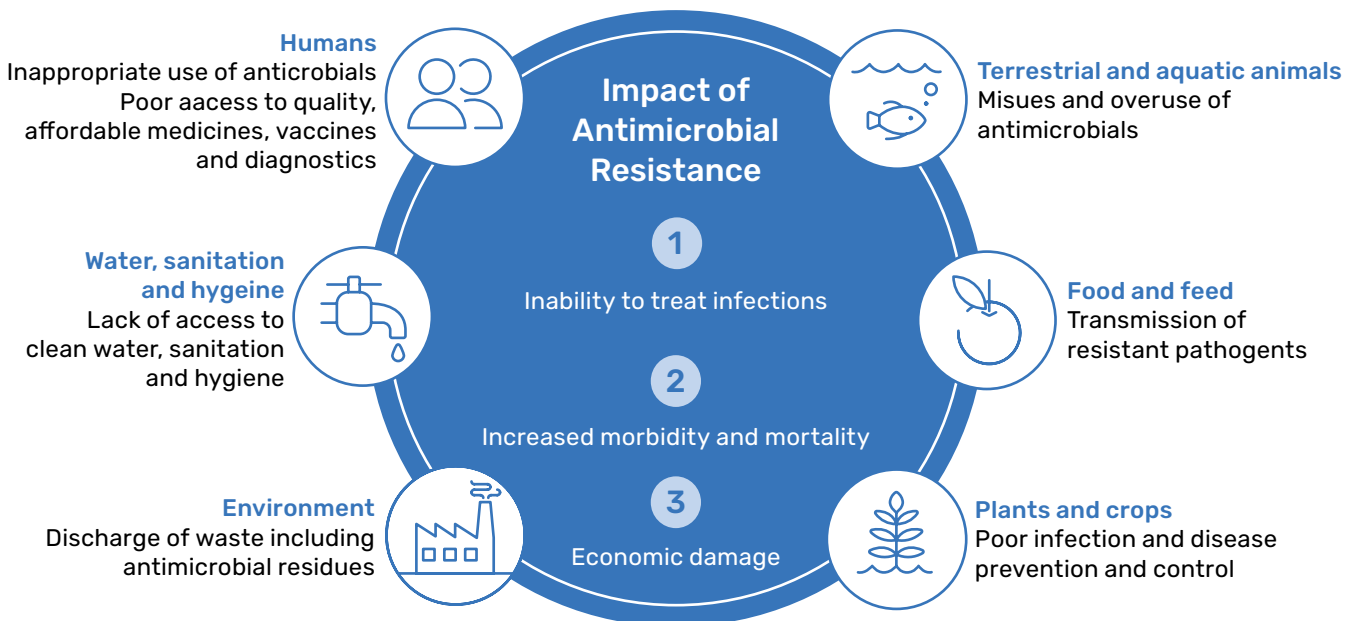 Humans
Inappropriate use of anticrobials
Poor aacess to quality,
affordable medicines, vaccines
and diagnostics
Water, sanitation
and hygeine
Lack of access to
clean water, sanitation
and hygiene
Environment
Discharge of waste including
antimicrobial residues
Impact of
Antimicrobial
Resistance
1
Inability to treat infections
2
Increased morbidity and mortality
3
Economic damage
Terrestrial and aquatic animals
Misues and overuse of
antimicrobials
Food and feed
Transmission of
resistant pathogents
Plants and crops
Poor infection and disease
prevention and control